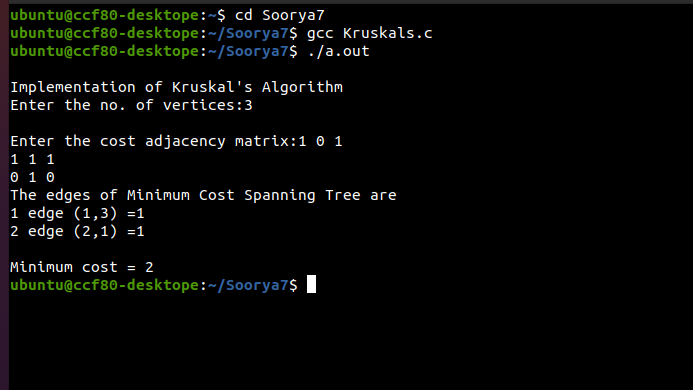 ubuntu@ccf80-desktope:~$ cd Soorya7
ubuntu@ccf80-desktope:~/Soorya7$ gcc Kruskals.c
ubuntu@ccf80-desktope:~/Soorya7$ ./a.out
Implementation of Kruskal's Algorithm
Enter the no. of vertices:3
Enter the cost adjacency matrix:1 0 1
1 1 1
0 1 0
The edges of Minimum Cost Spanning Tree are
1 edge (1,3) =1
2 edge (2,1) =1
Minimum cost = 2
ubuntu@ccf80-desktope:~/Soorya7$